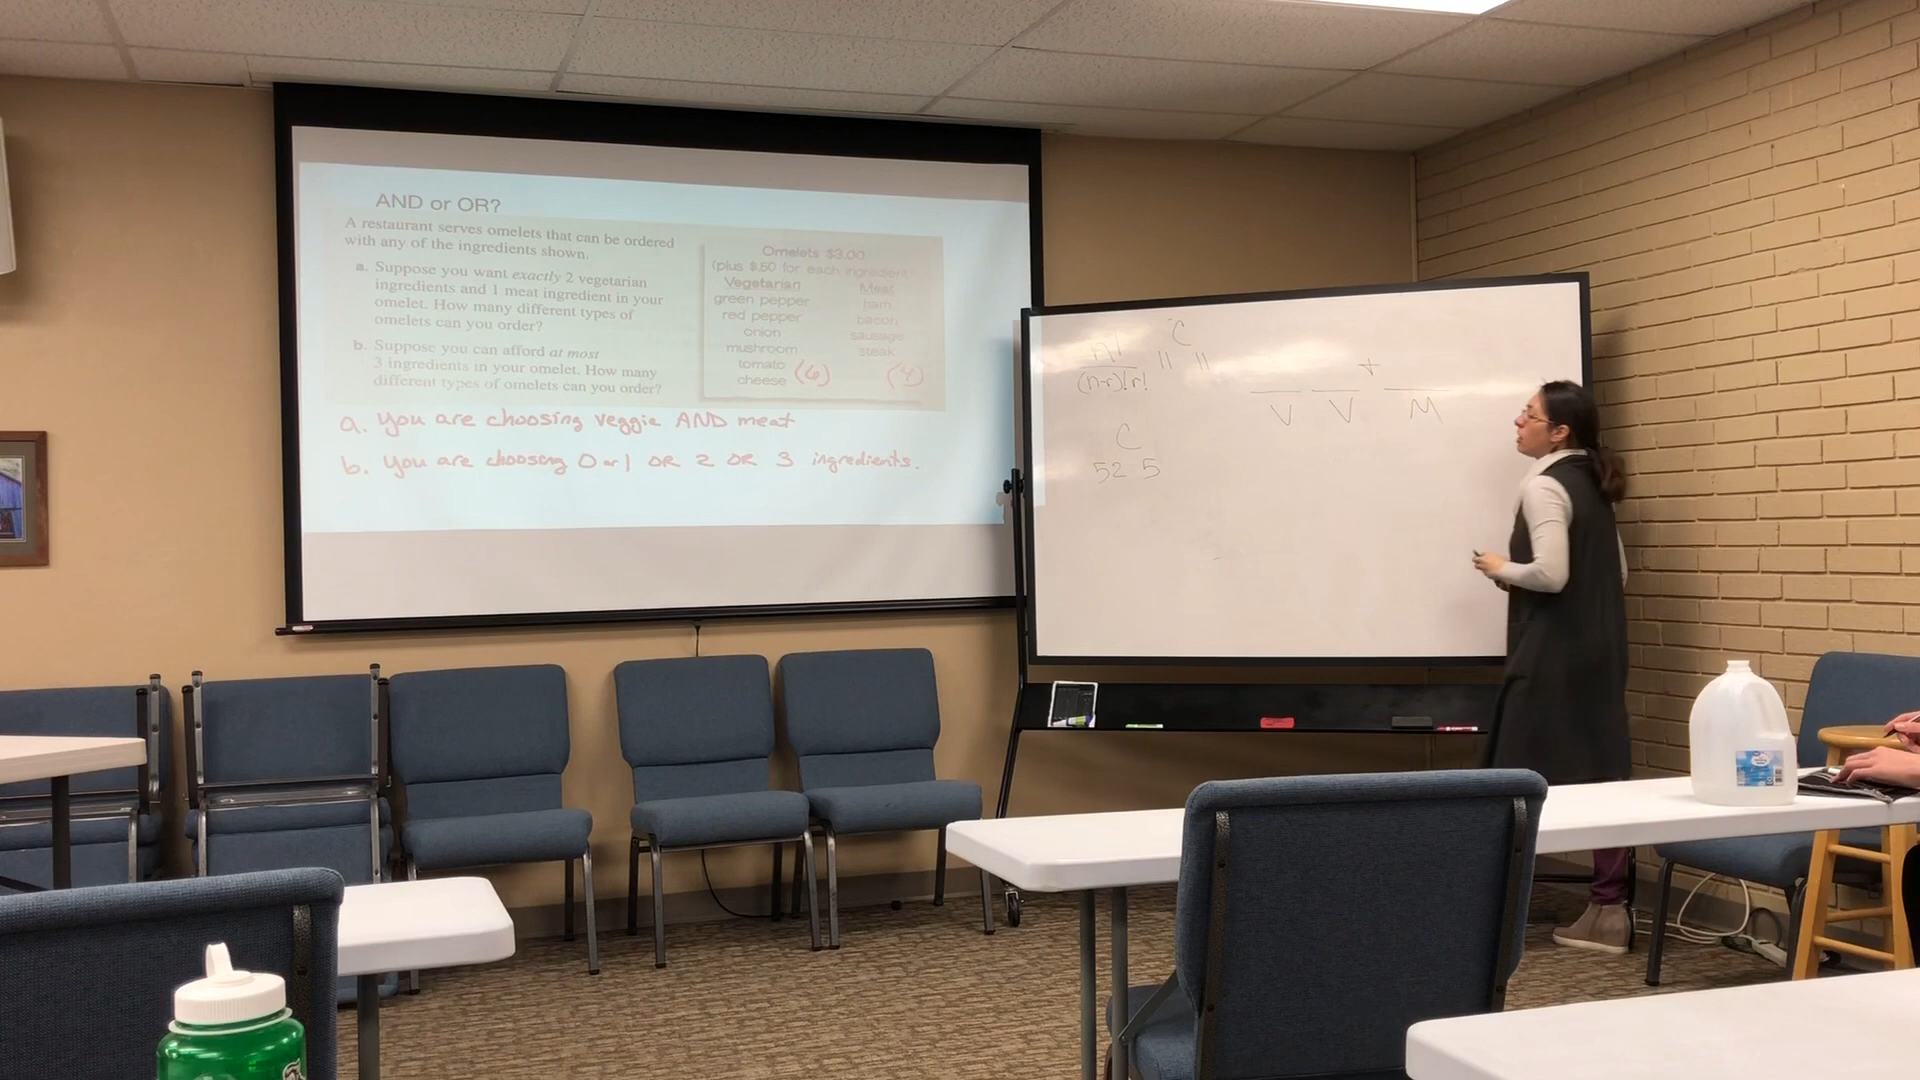 AND or OR?
A restaurant serves omelets that can be ordered
with any of the ingredients shown.
a. Suppose you want exactly 2 vegetarian
ingredients and 1 meat ingredient in your
omelet. How many different types of
omelets can you order?
b. Suppose you can afford at most
3 ingredients in your omelet. How many
different types of omelets can you order?
Omelets $3.00
(plus $.50 for each ingredient)
Vegetarian Meat
green pepper ham
red pepper bacon
onion sausage
mushroom steak
tomato
cheese (6) (4)
a. You are choosing veggie AND meat
b. You are choosing 0 or 1 OR 2 OR 3 ingredients.
n!
(n-r)!r!
C
+
V V M
C
52 5